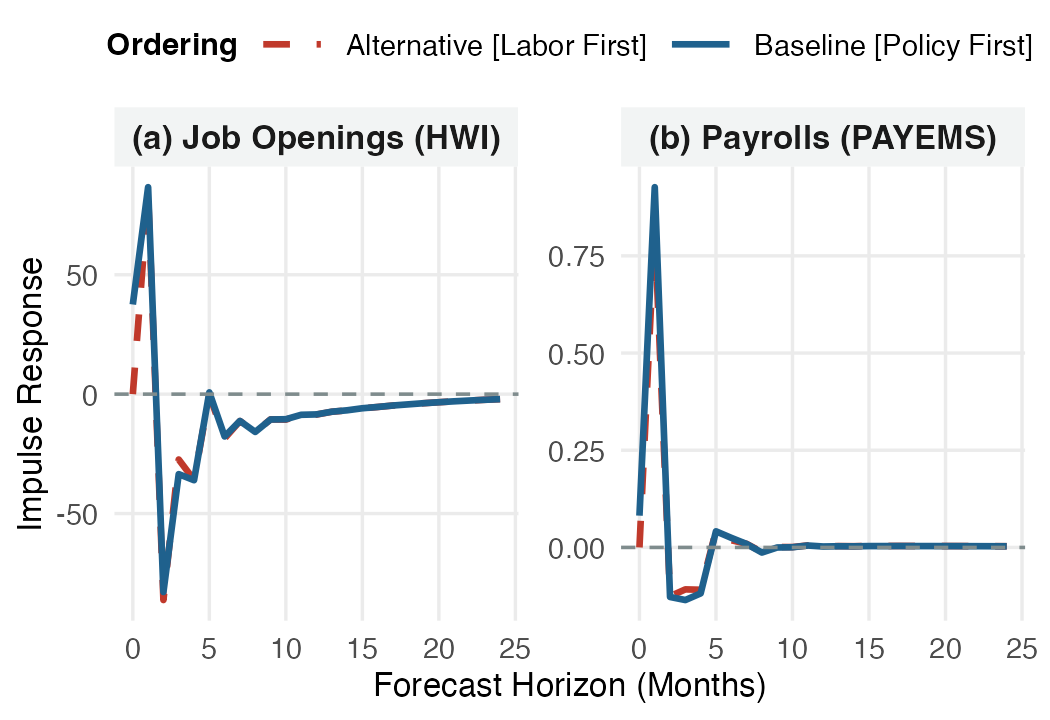 Ordering Alternative [Labor First] Baseline [Policy First]
(a) Job Openings (HWI) (b) Payrolls (PAYEMS)
Impulse Response
50
0
-50
0.75
0.50
0.25
0.00
0 5 10 15 20 25
0 5 10 15 20 25
Forecast Horizon (Months)